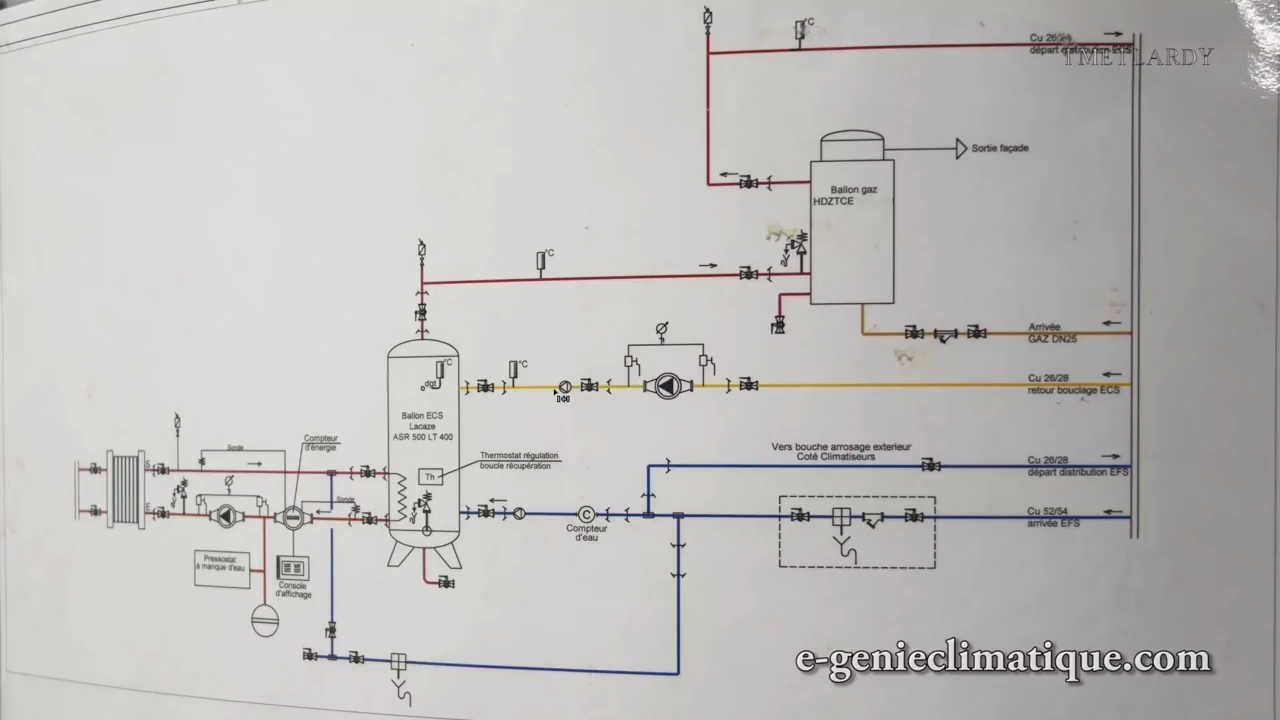 °C
Cu 26/28
départ distribution ECS
TMETLARDY
Sortie façade
Ballon gaz
HDZTCE
°C
Arrivée
GAZ DN25
°C
°C
dgt
Cu 26/28
retour bouclage ECS
Ballon ECS
Lacaze
ASR 500 LT 400
Compteur
d'énergie
Sonde
Vers bouche arrosage exterieur
Coté Climatiseurs
Thermostat régulation
boucle récupération
Cu 26/28
départ distribution EFS
S
Th
Sonde
E
C
Cu 52/54
arrivée EFS
Compteur
d'eau
Pressostat
à manque d'eau
Console
d'affichage
e-genieclimatique.com